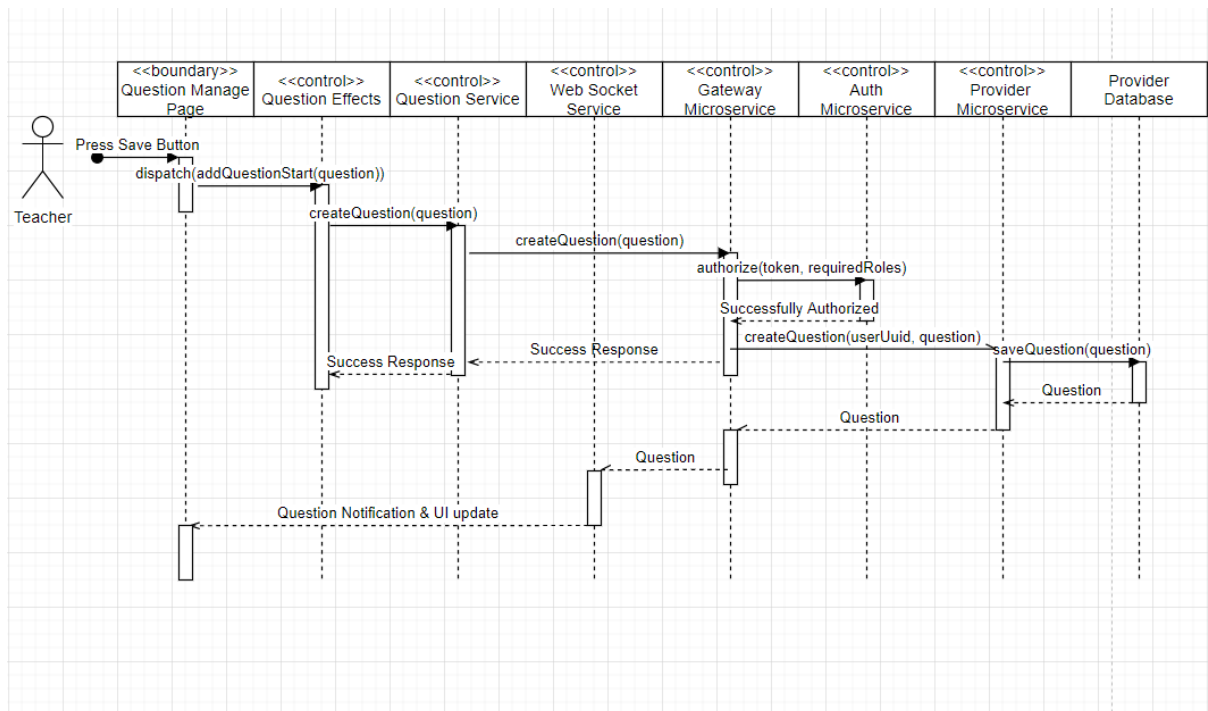 <<boundary>>
Question Manage
Page
<<control>>
Question Effects
<<control>>
Question Service
<<control>>
Web Socket
Service
<<control>>
Gateway
Microservice
<<control>>
Auth
Microservice
<<control>>
Provider
Microservice
Provider
Database
Press Save Button
Teacher
dispatch(addQuestionStart(question))
createQuestion(question)
createQuestion(question)
authorize(token, requiredRoles)
Successfully Authorized
createQuestion(userUuid, question)
saveQuestion(question)
Success Response
Success Response
Question
Question
Question
Question Notification & UI update